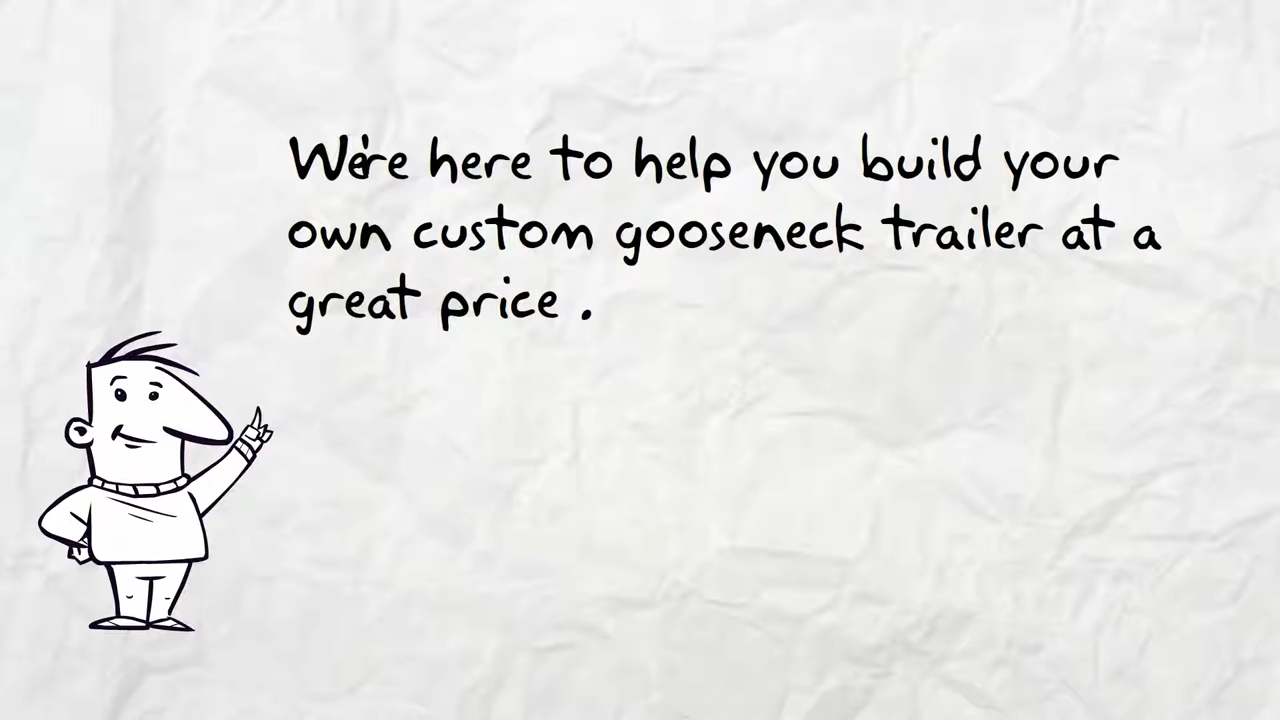 We're here to help you build your
own custom gooseneck trailer at a
great price .